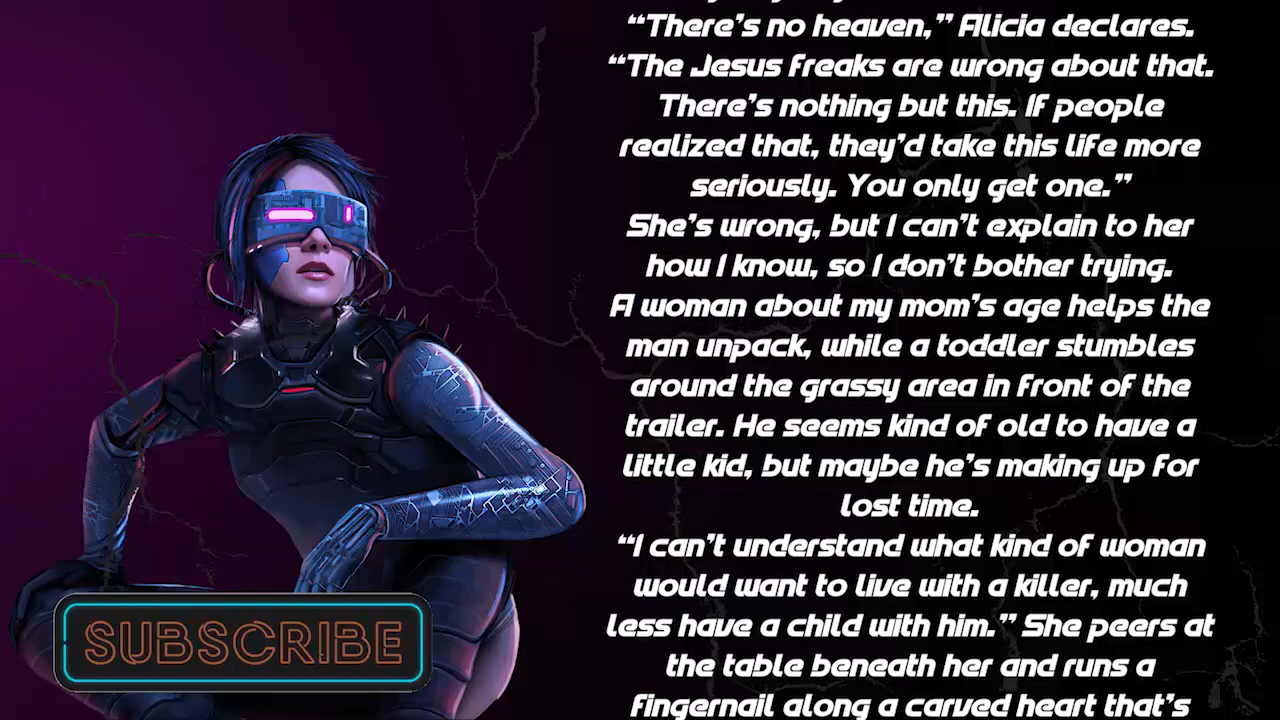 “There’s no heaven,” Alicia declares.
“The Jesus freaks are wrong about that.
There’s nothing but this. If people
realized that, they’d take this life more
seriously. You only get one.”
She’s wrong, but I can’t explain to her
how I know, so I don’t bother trying.
A woman about my mom’s age helps the
man unpack, while a toddler stumbles
around the grassy area in front of the
trailer. He seems kind of old to have a
little kid, but maybe he’s making up for
lost time.
“I can’t understand what kind of woman
would want to live with a killer, much
less have a child with him.” She peers at
the table beneath her and runs a
fingernail along a carved heart that’s
SUBSCRIBE